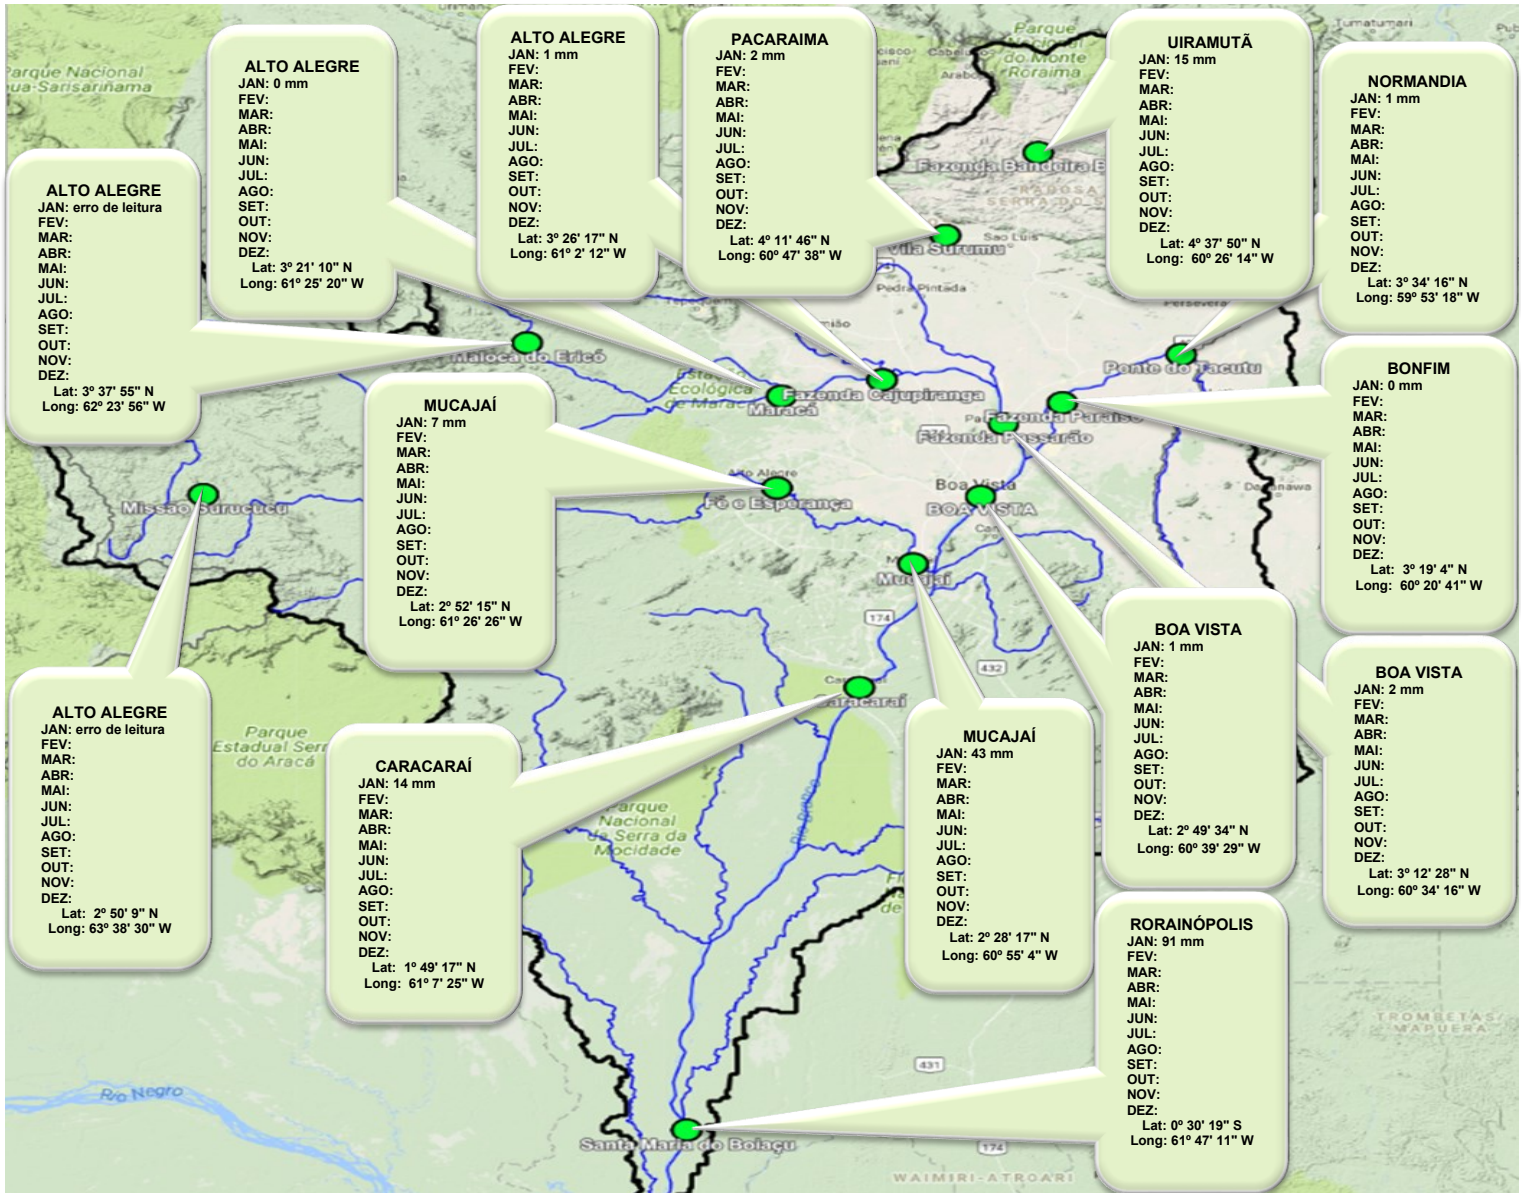 ALTO ALEGRE
JAN: erro de leitura
FEV:
MAR:
ABR:
MAI:
JUN:
JUL:
AGO:
SET:
OUT:
NOV:
DEZ:
Lat: 3º 37' 55" N
Long: 62º 23' 56" W
ALTO ALEGRE
JAN: 0 mm
FEV:
MAR:
ABR:
MAI:
JUN:
JUL:
AGO:
SET:
OUT:
NOV:
DEZ:
Lat: 3º 21' 10" N
Long: 61º 25' 20" W
ALTO ALEGRE
JAN: 1 mm
FEV:
MAR:
ABR:
MAI:
JUN:
JUL:
AGO:
SET:
OUT:
NOV:
DEZ:
Lat: 3º 26' 17" N
Long: 61º 2' 12" W
PACARAIMA
JAN: 2 mm
FEV:
MAR:
ABR:
MAI:
JUN:
JUL:
AGO:
SET:
OUT:
NOV:
DEZ:
Lat: 4º 11' 46" N
Long: 60º 47' 38" W
UIRAMUTÃ
JAN: 15 mm
FEV:
MAR:
ABR:
MAI:
JUN:
JUL:
AGO:
SET:
OUT:
NOV:
DEZ:
Lat: 4º 37' 50" N
Long: 60º 26' 14" W
NORMANDIA
JAN: 1 mm
FEV:
MAR:
ABR:
MAI:
JUN:
JUL:
AGO:
SET:
OUT:
NOV:
DEZ:
Lat: 3º 34' 16" N
Long: 59º 53' 18" W
MUCAJAÍ
JAN: 7 mm
FEV:
MAR:
ABR:
MAI:
JUN:
JUL:
AGO:
SET:
OUT:
NOV:
DEZ:
Lat: 2º 52' 15" N
Long: 61º 26' 26" W
BONFIM
JAN: 0 mm
FEV:
MAR:
ABR:
MAI:
JUN:
JUL:
AGO:
SET:
OUT:
NOV:
DEZ:
Lat: 3º 19' 4" N
Long: 60º 20' 41" W
ALTO ALEGRE
JAN: erro de leitura
FEV:
MAR:
ABR:
MAI:
JUN:
JUL:
AGO:
SET:
OUT:
NOV:
DEZ:
Lat: 2º 50' 9" N
Long: 63º 38' 30" W
CARACARAÍ
JAN: 14 mm
FEV:
MAR:
ABR:
MAI:
JUN:
JUL:
AGO:
SET:
OUT:
NOV:
DEZ:
Lat: 1º 49' 17" N
Long: 61º 7' 25" W
MUCAJAÍ
JAN: 43 mm
FEV:
MAR:
ABR:
MAI:
JUN:
JUL:
AGO:
SET:
OUT:
NOV:
DEZ:
Lat: 2º 28' 17" N
Long: 60º 55' 4" W
BOA VISTA
JAN: 1 mm
FEV:
MAR:
ABR:
MAI:
JUN:
JUL:
AGO:
SET:
OUT:
NOV:
DEZ:
Lat: 2º 49' 34" N
Long: 60º 39' 29" W
BOA VISTA
JAN: 2 mm
FEV:
MAR:
ABR:
MAI:
JUN:
JUL:
AGO:
SET:
OUT:
NOV:
DEZ:
Lat: 3º 12' 28" N
Long: 60º 34' 16" W
RORAINÓPOLIS
JAN: 91 mm
FEV:
MAR:
ABR:
MAI:
JUN:
JUL:
AGO:
SET:
OUT:
NOV:
DEZ:
Lat: 0º 30' 19" S
Long: 61º 47' 11" W
Parque Nacional
Tumatumari
do Monte
Roraima
Fazenda Bandeira B
Vila Surumu
Sao Luis
Pedra Pintada
Maloca do Ericó
Ponte do Tacutu
Ecológica
Maracá
Fazenda Cajupiranga
Fazenda Paraíso
Fazenda Passarão
Alto Alegre
Fé e Esperança
Boa Vista
BOA VISTA
Missão Surucucu
Mucajaí
174
432
Caracaraí
Parque
Estadual Serra
do Aracá
Parque
Nacional
da Serra da
Mocidade
Rio Branco
Rio Negro
431
174
Santa Maria do Boiaçu
TROMBETAS/
MAPUERA
WAIMIRI-ATROARI